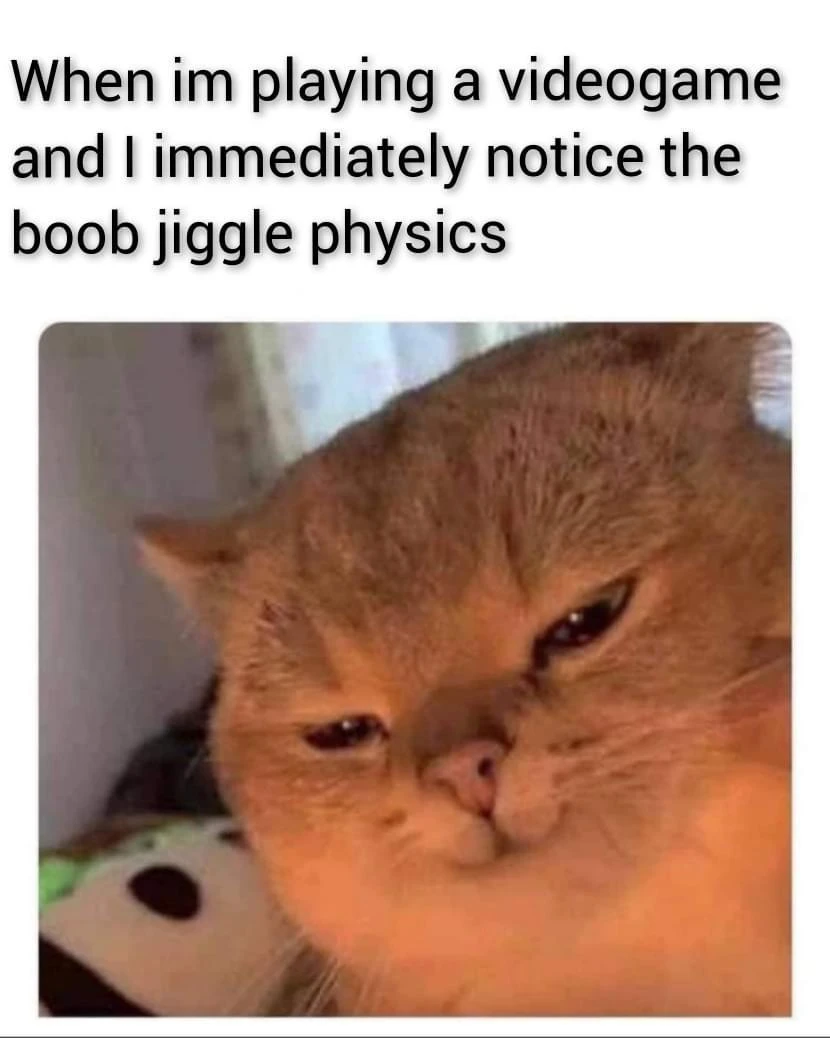 When im playing a videogame
and I immediately notice the
boob jiggle physics